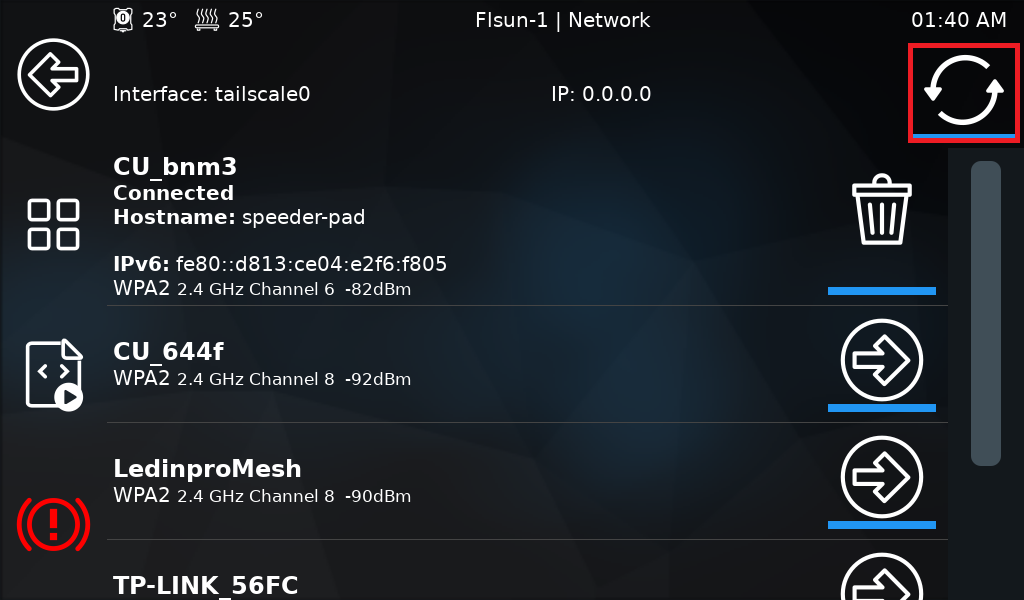 23° 25° Flsun-1 | Network 01:40 AM
Interface: tailscale0 IP: 0.0.0.0
CU_bnm3
Connected
Hostname: speeder-pad
IPv6: fe80::d813:ce04:e2f6:f805
WPA2 2.4 GHz Channel 6 -82dBm
CU_644f
WPA2 2.4 GHz Channel 8 -92dBm
LedinproMesh
WPA2 2.4 GHz Channel 8 -90dBm
TP-LINK_56FC